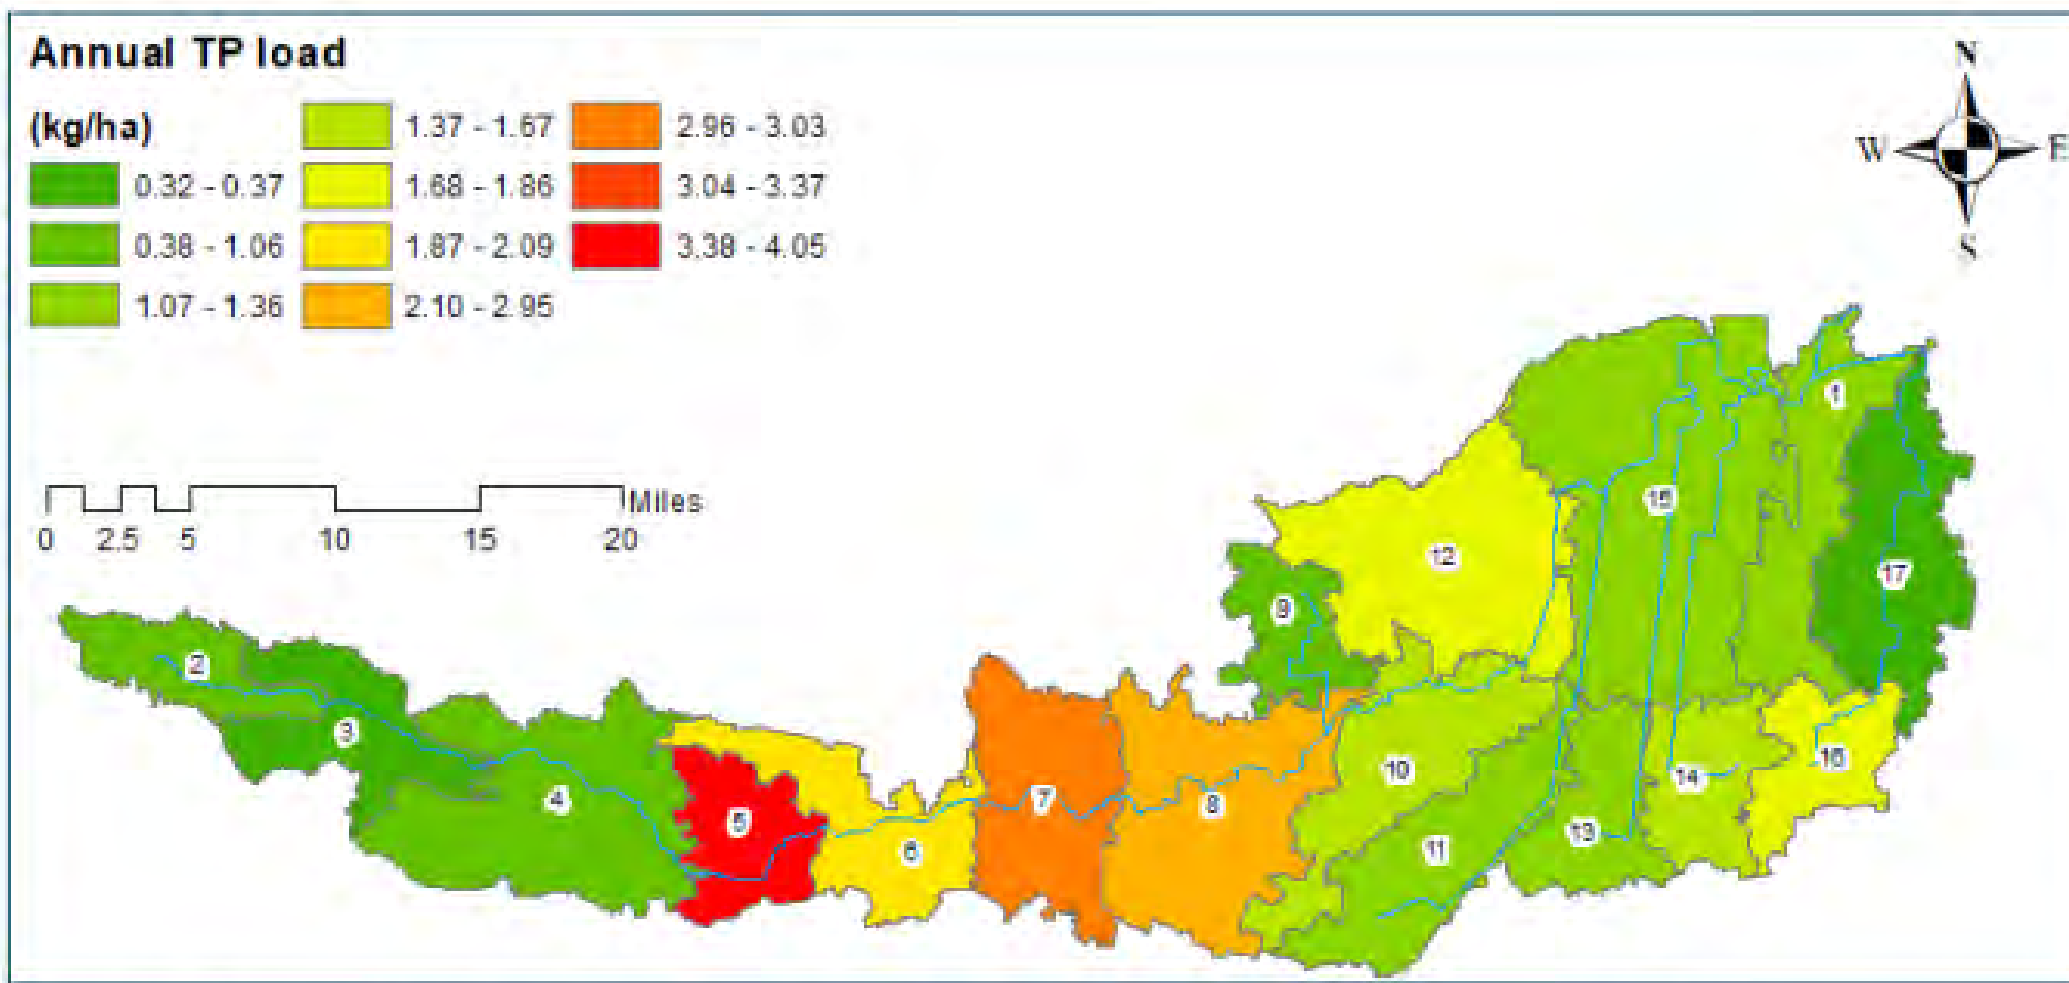 Annual TP load
(kg/ha)
0.32 - 0.37
0.38 - 1.06
1.07 - 1.36
1.37 - 1.67
1.68 - 1.86
1.87 - 2.09
2.10 - 2.95
2.96 - 3.03
3.04 - 3.37
3.38 - 4.05
N
W E
S
Miles
0 2.5 5 10 15 20
1
15
12
17
9
2
3
16
10
14
4
7
8
5
13
6
11